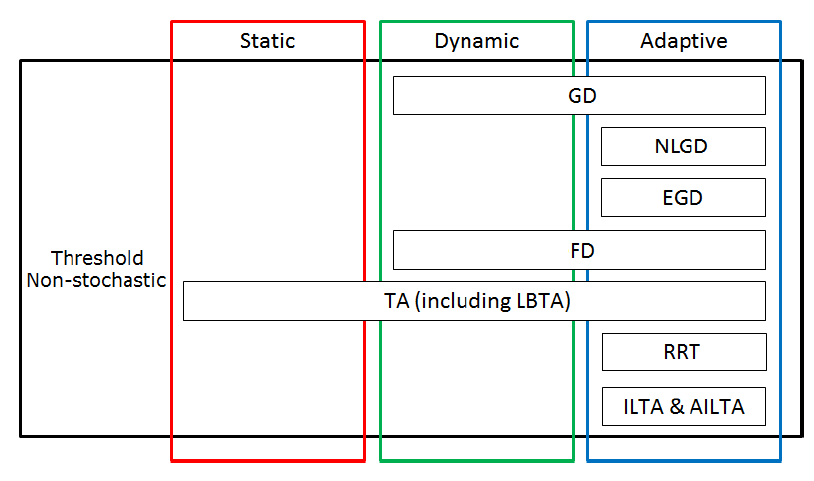 Static
Dynamic
Adaptive
GD
NLGD
EGD
FD
Threshold
Non-stochastic
TA (including LBTA)
RRT
ILTA & AILTA